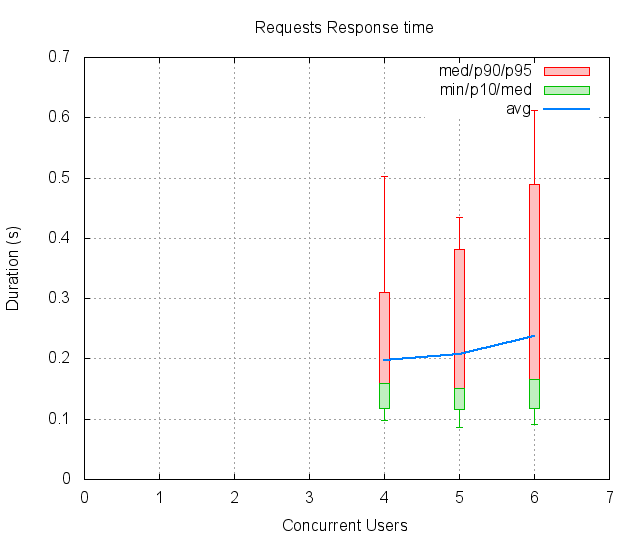 Requests Response time
0.7
med/p90/p95
min/p10/med
avg
0.6
0.5
0.4
0.3
0.2
0.1
0
Duration (s)
0 1 2 3 4 5 6 7
Concurrent Users